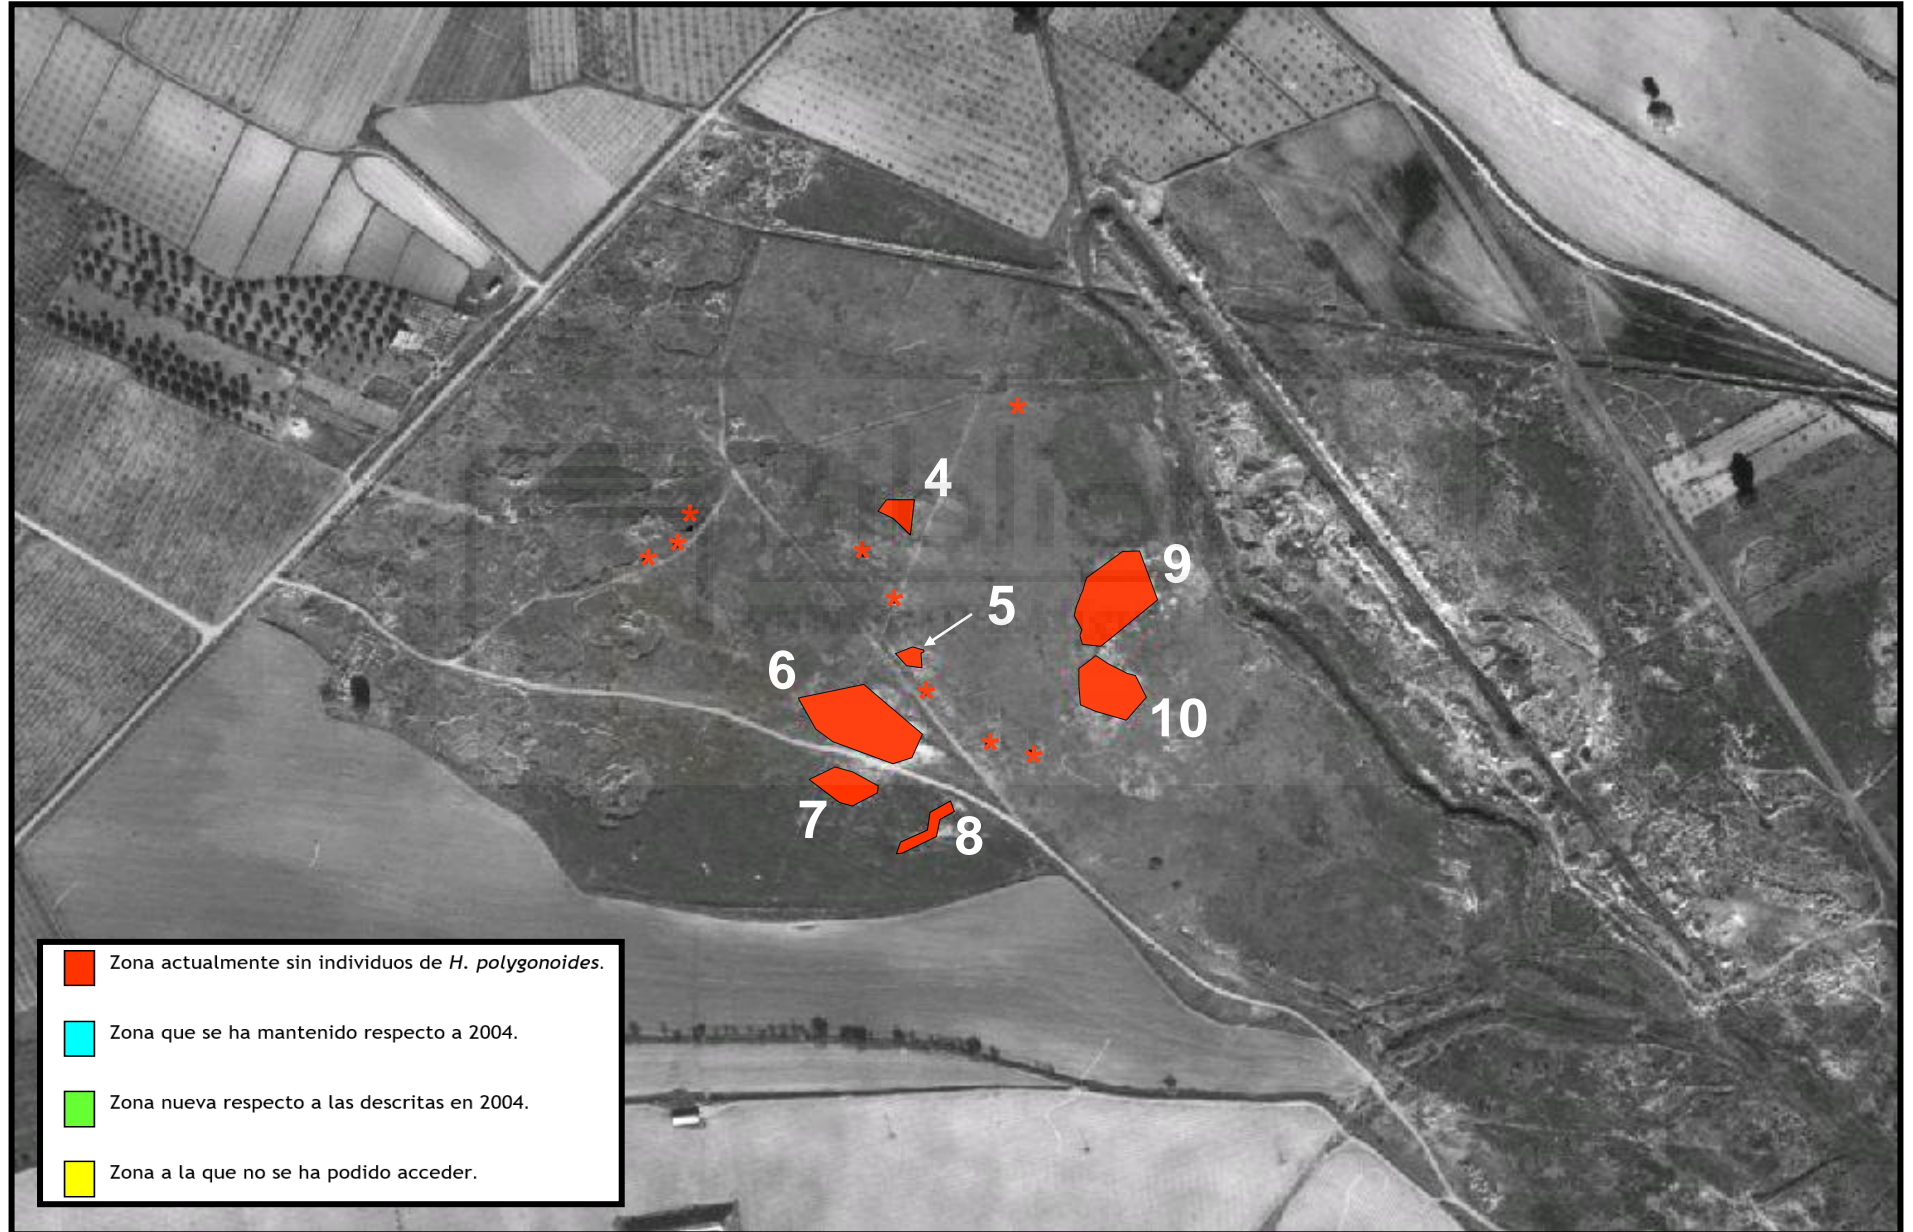 4
9
5
6
10
7
8
Zona actualmente sin individuos de H. polygonoides.
Zona que se ha mantenido respecto a 2004.
Zona nueva respecto a las descritas en 2004.
Zona a la que no se ha podido acceder.